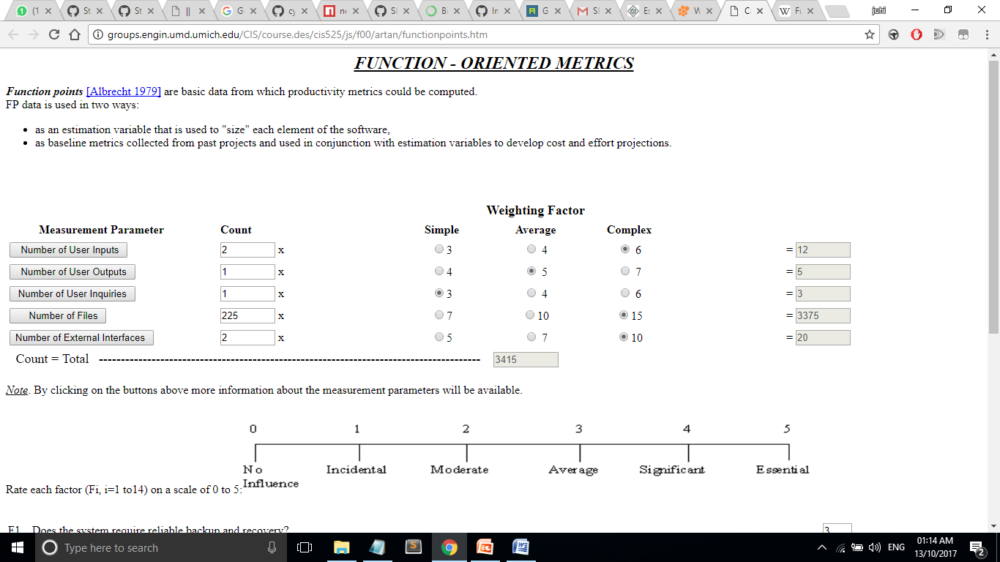 (1 St St || G G cy ne Sl Bi In G Sl Es W C Fu juhi
groups.engin.umd.umich.edu/CIS/course.des/cis525/js/f00/artan/functionpoints.htm
FUNCTION - ORIENTED METRICS
Function points [Albrecht 1979] are basic data from which productivity metrics could be computed.
FP data is used in two ways:
• as an estimation variable that is used to "size" each element of the software,
• as baseline metrics collected from past projects and used in conjunction with estimation variables to develop cost and effort projections.
Weighting Factor
Measurement Parameter Count Simple Average Complex
Number of User Inputs 2 x 3 4 6 = 12
Number of User Outputs 1 x 4 5 7 = 5
Number of User Inquiries 1 x 3 4 6 = 3
Number of Files 225 x 7 10 15 = 3375
Number of External Interfaces 2 x 5 7 10 = 20
Count = Total ---------------------------------------------------------------------------------------- 3415
Note. By clicking on the buttons above more information about the measurement parameters will be available.
0 1 2 3 4 5
No Incidental Moderate Average Significant Essential
Influence
Rate each factor (Fi, i=1 to14) on a scale of 0 to 5:
F1. Does the system require reliable backup and recovery? 3
Type here to search
ENG
01:14 AM
13/10/2017
2